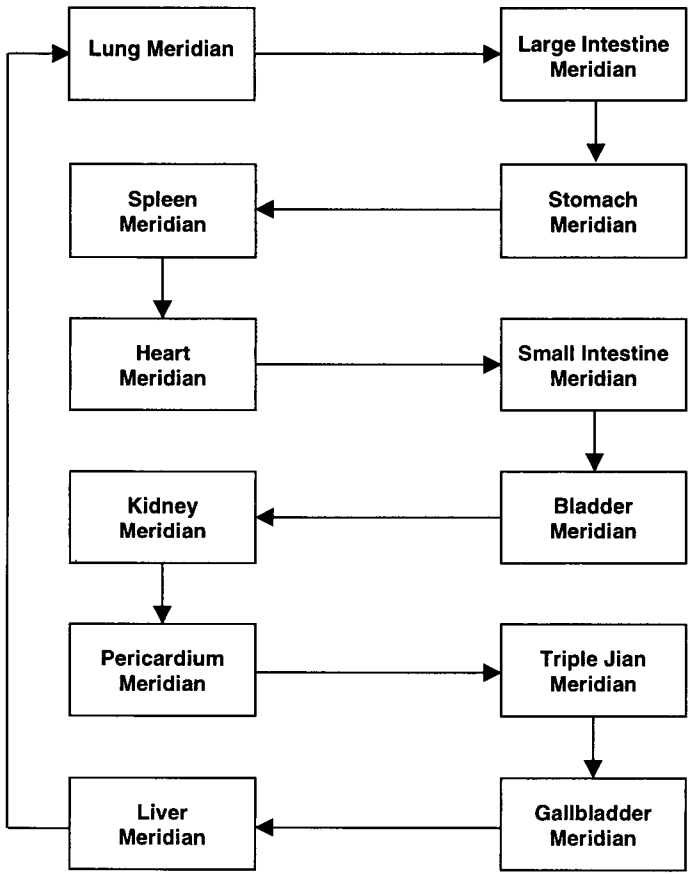 Lung Meridian
Large Intestine
Meridian
Spleen
Meridian
Stomach
Meridian
Heart
Meridian
Small Intestine
Meridian
Kidney
Meridian
Bladder
Meridian
Pericardium
Meridian
Triple Jian
Meridian
Liver
Meridian
Gallbladder
Meridian